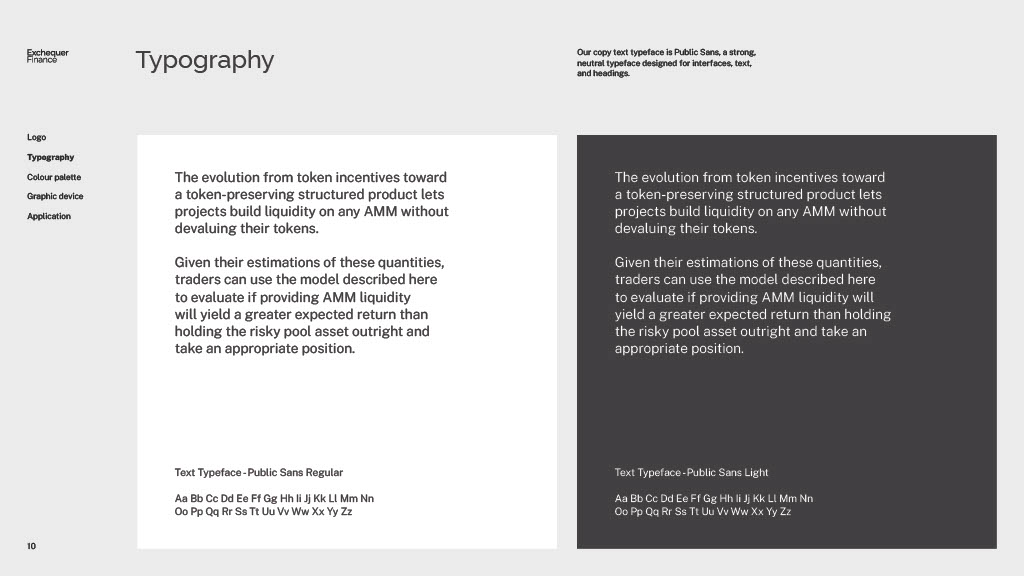 Exchequer
Finance
Typography
Our copy text typeface is Public Sans, a strong,
neutral typeface designed for interfaces, text,
and headings.
Logo
Typography
Colour palette
Graphic device
Application
The evolution from token incentives toward
a token-preserving structured product lets
projects build liquidity on any AMM without
devaluing their tokens.
Given their estimations of these quantities,
traders can use the model described here
to evaluate if providing AMM liquidity
will yield a greater expected return than
holding the risky pool asset outright and
take an appropriate position.
Text Typeface - Public Sans Regular
Aa Bb Cc Dd Ee Ff Gg Hh Ii Jj Kk Ll Mm Nn
Oo Pp Qq Rr Ss Tt Uu Vv Ww Xx Yy Zz
The evolution from token incentives toward
a token-preserving structured product lets
projects build liquidity on any AMM without
devaluing their tokens.
Given their estimations of these quantities,
traders can use the model described here
to evaluate if providing AMM liquidity will
yield a greater expected return than holding
the risky pool asset outright and take an
appropriate position.
Text Typeface - Public Sans Light
Aa Bb Cc Dd Ee Ff Gg Hh Ii Jj Kk Ll Mm Nn
Oo Pp Qq Rr Ss Tt Uu Vv Ww Xx Yy Zz
10